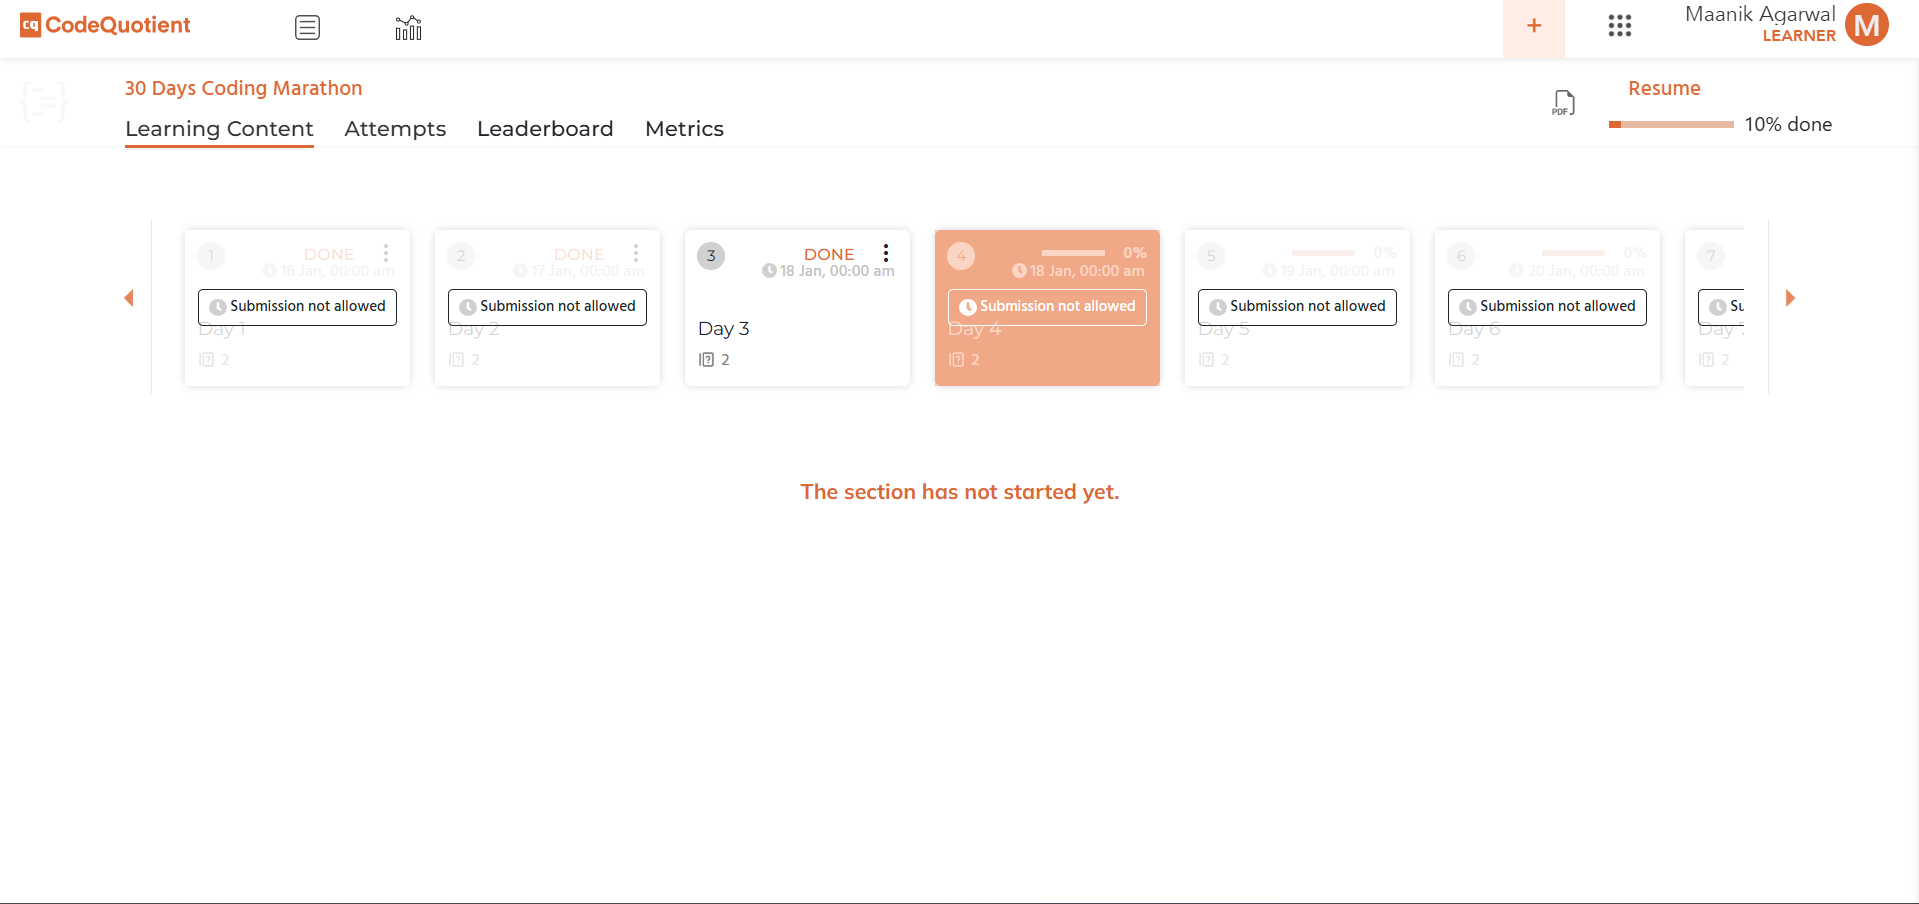 cq CodeQuotient
+
Maanik Agarwal
LEARNER
M
30 Days Coding Marathon
PDF
Resume
10% done
Learning Content Attempts Leaderboard Metrics
1 DONE
16 Jan, 00:00 am
Submission not allowed
Day 1
2
2 DONE
17 Jan, 00:00 am
Submission not allowed
Day 2
2
3 DONE
18 Jan, 00:00 am
Day 3
2
4 0%
18 Jan, 00:00 am
Submission not allowed
Day 4
2
5 0%
19 Jan, 00:00 am
Submission not allowed
Day 5
2
6 0%
20 Jan, 00:00 am
Submission not allowed
Day 6
2
7
Su
Day
2
The section has not started yet.